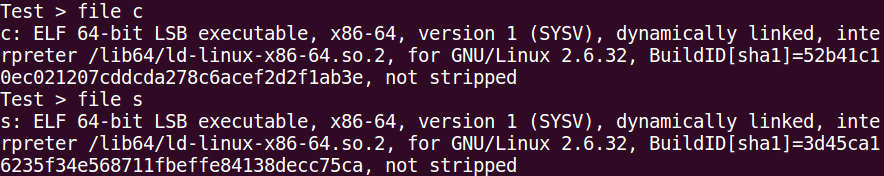 Test > file c
c: ELF 64-bit LSB executable, x86-64, version 1 (SYSV), dynamically linked, inte
rpreter /lib64/ld-linux-x86-64.so.2, for GNU/Linux 2.6.32, BuildID[sha1]=52b41c1
0ec021207cddcda278c6acef2d2f1ab3e, not stripped
Test > file s
s: ELF 64-bit LSB executable, x86-64, version 1 (SYSV), dynamically linked, inte
rpreter /lib64/ld-linux-x86-64.so.2, for GNU/Linux 2.6.32, BuildID[sha1]=3d45ca1
6235f34e568711fbeffe84138decc75ca, not stripped